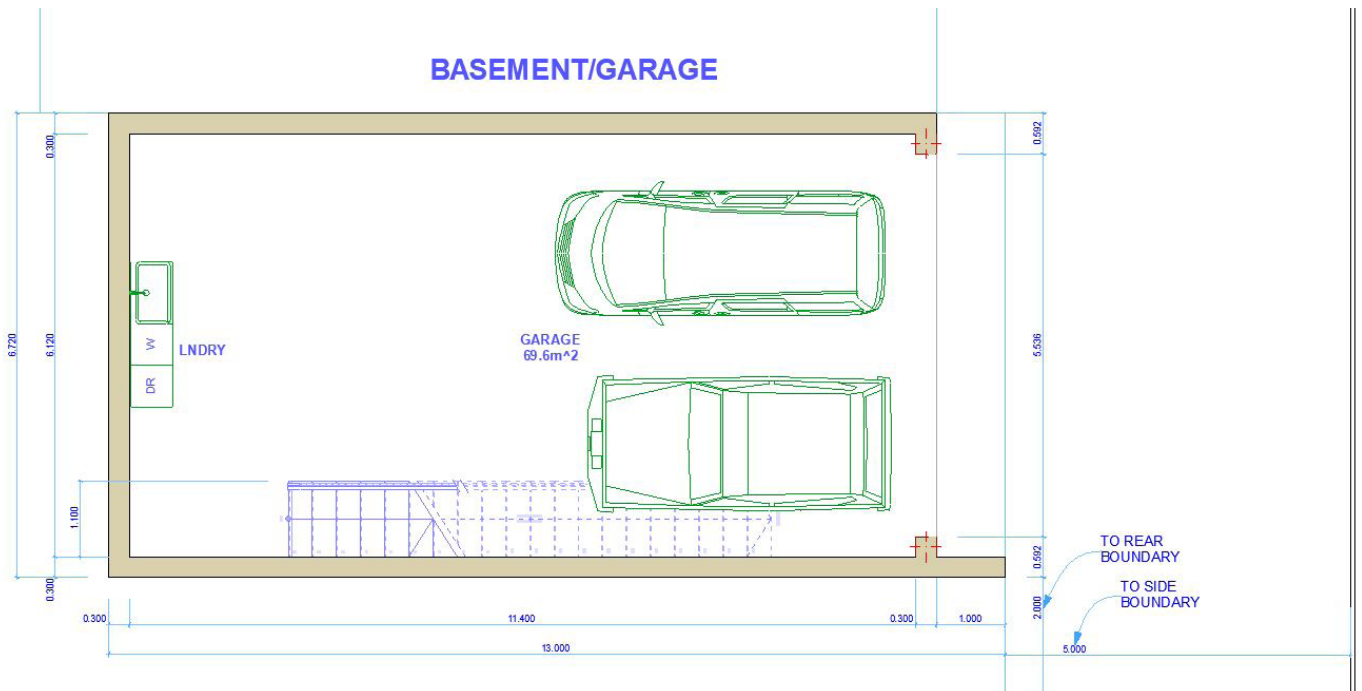 BASEMENT/GARAGE
0.300
0.592
6.720
6.120
5.536
GARAGE
69.6m^2
W
LNDRY
DR
1.100
0.300
0.592
TO REAR
BOUNDARY
TO SIDE
BOUNDARY
2.000
0.300
11.400
0.300
1.000
13.000
5.000